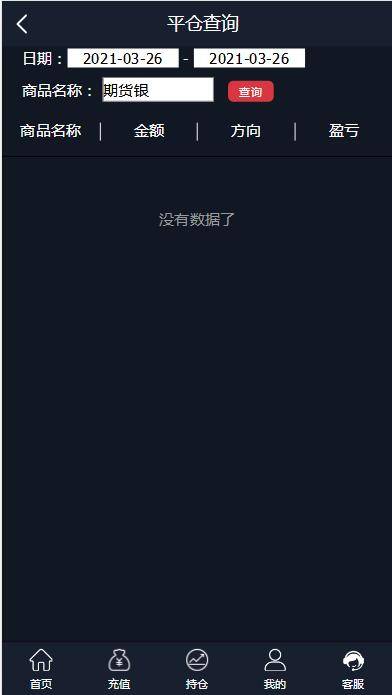 平仓查询
日期：2021-03-26 - 2021-03-26
商品名称：期货银 查询
商品名称 金额 方向 盈亏
没有数据了
首页 充值 持仓 我的 客服